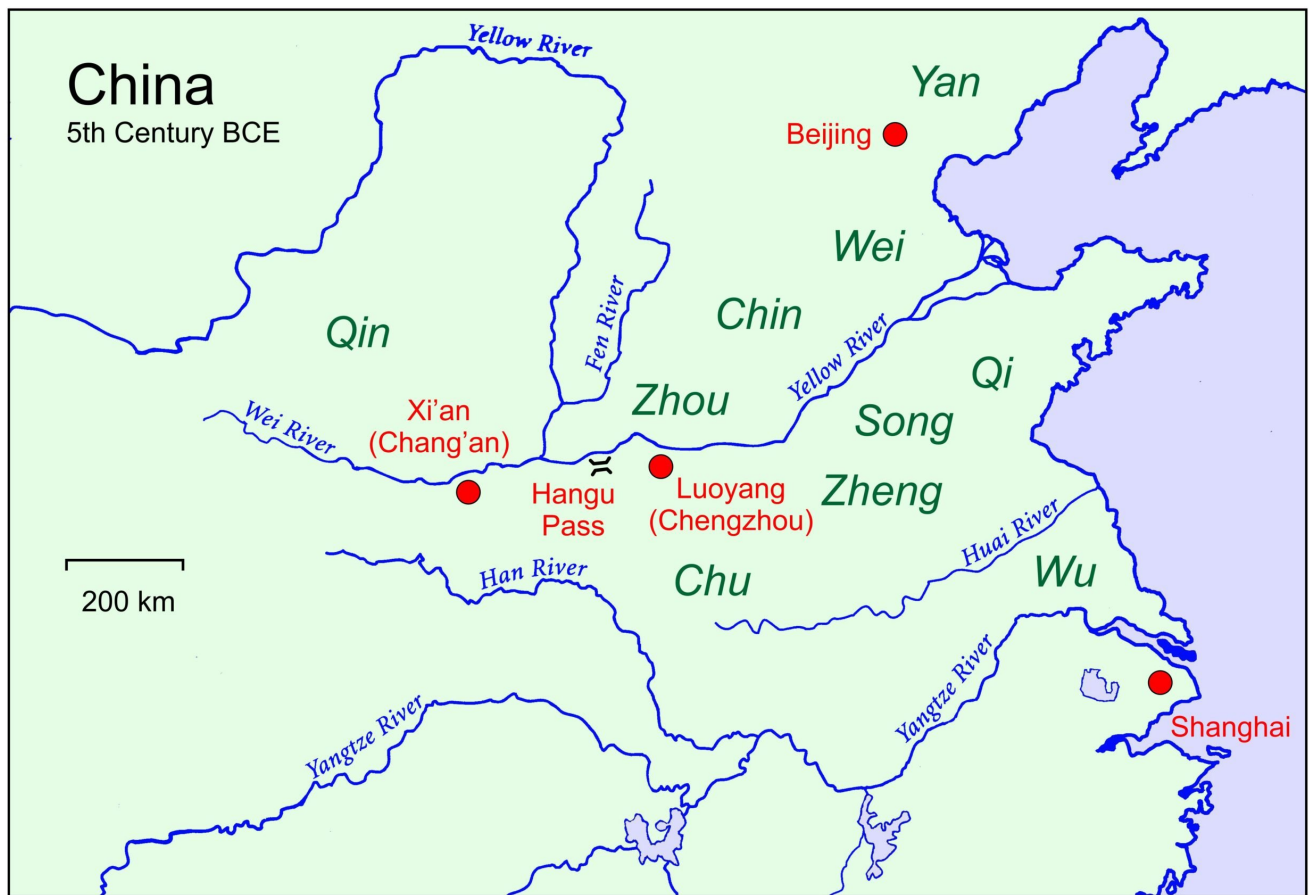 China
5th Century BCE
Yellow River
Yan
Beijing
Wei
Chin
Qin
Fen River
Yellow River
Qi
Zhou
Song
Wei River
Xi’an
(Chang’an)
Hangu
Pass
Luoyang
(Chengzhou)
Zheng
Huai River
200 km
Han River
Chu
Wu
Yangtze River
Yangtze River
Shanghai